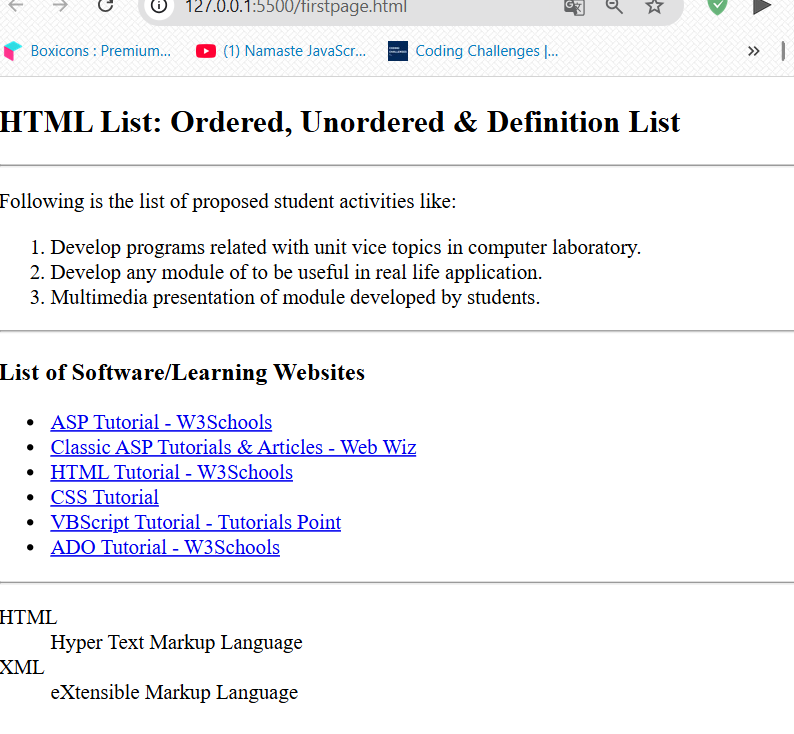 127.0.0.1:5500/firstpage.html
Boxicons : Premium... (1) Namaste JavaScr... Coding Challenges |... »
HTML List: Ordered, Unordered & Definition List
Following is the list of proposed student activities like:
1. Develop programs related with unit vice topics in computer laboratory.
2. Develop any module of to be useful in real life application.
3. Multimedia presentation of module developed by students.
List of Software/Learning Websites
• ASP Tutorial - W3Schools
• Classic ASP Tutorials & Articles - Web Wiz
• HTML Tutorial - W3Schools
• CSS Tutorial
• VBScript Tutorial - Tutorials Point
• ADO Tutorial - W3Schools
HTML
Hyper Text Markup Language
XML
eXtensible Markup Language